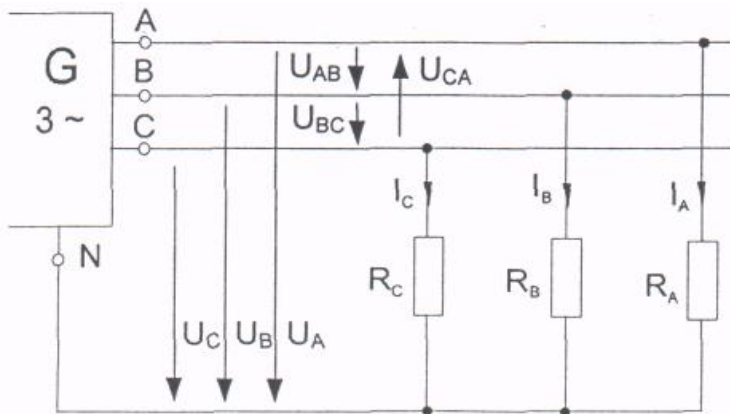 A
G
B
3 ~
C
N
U_AB
U_CA
U_BC
I_C
I_B
I_A
R_C
R_B
R_A
U_C
U_B
U_A